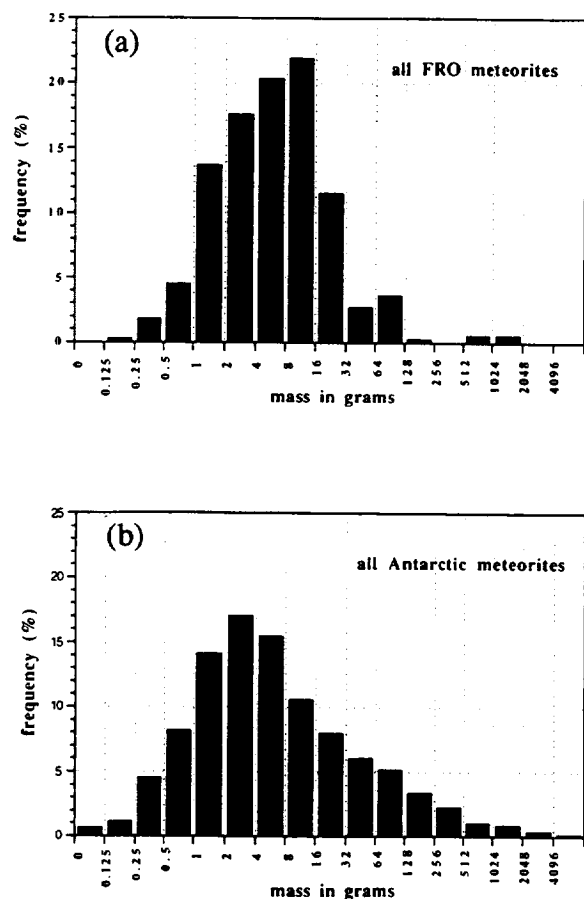 (a)
all FRO meteorites
frequency (%)
25
20
15
10
5
0
0 0.125 0.25 0.5 1 2 4 8 16 32 64 128 256 512 1024 2048 4096
mass in grams
(b)
all Antarctic meteorites
frequency (%)
25
20
15
10
5
0
0 0.125 0.25 0.5 1 2 4 8 16 32 64 128 256 512 1024 2048 4096
mass in grams